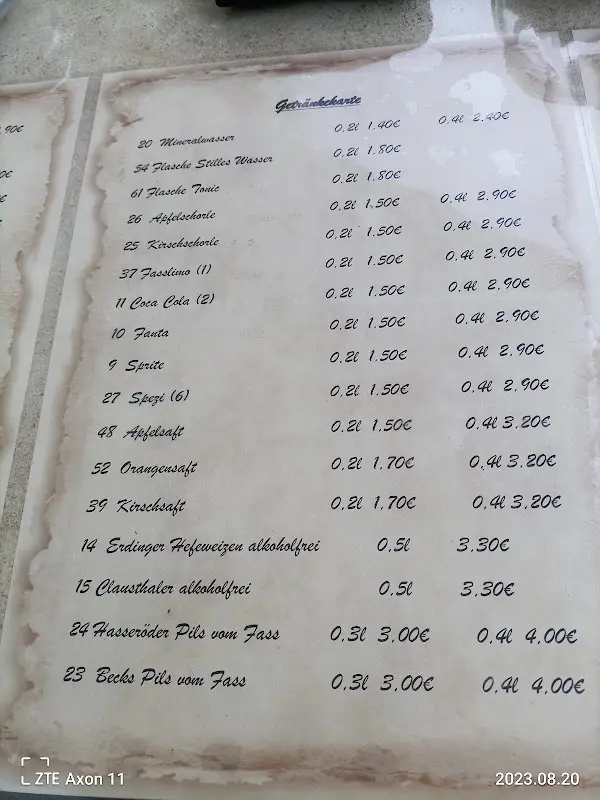 ,90€
0€
€
Getränkekarte
20 Mineralwasser 0,2l 1,40€ 0,4l 2,40€
54 Flasche Stilles Wasser 0,2l 1.80€
61 Flasche Tonic 0,2l 1.80€
26 Apfelschorle 0,2l 1.50€ 0,4l 2.90€
25 Kirschschorle 0,2l 1.50€ 0,4l 2.90€
37 Fasslimo (1) 0,2l 1.50€ 0,4l 2.90€
11 Coca Cola (2) 0,2l 1.50€ 0,4l 2.90€
10 Fanta 0,2l 1.50€ 0,4l 2.90€
9 Sprite 0,2l 1.50€ 0,4l 2.90€
27 Spezi (6) 0,2l 1.50€ 0,4l 2.90€
48 Apfelsaft 0,2l 1.50€ 0,4l 3.20€
52 Orangensaft 0,2l 1,70€ 0,4l 3.20€
39 Kirschsaft 0,2l 1,70€ 0,4l 3.20€
14 Erdinger Hefeweizen alkoholfrei 0,5l 3.30€
15 Clausthaler alkoholfrei 0,5l 3.30€
24 Hasseröder Pils vom Fass 0,3l 3,00€ 0,4l 4,00€
23 Becks Pils vom Fass 0,3l 3,00€ 0,4l 4,00€
ZTE Axon 11 2023.08.20